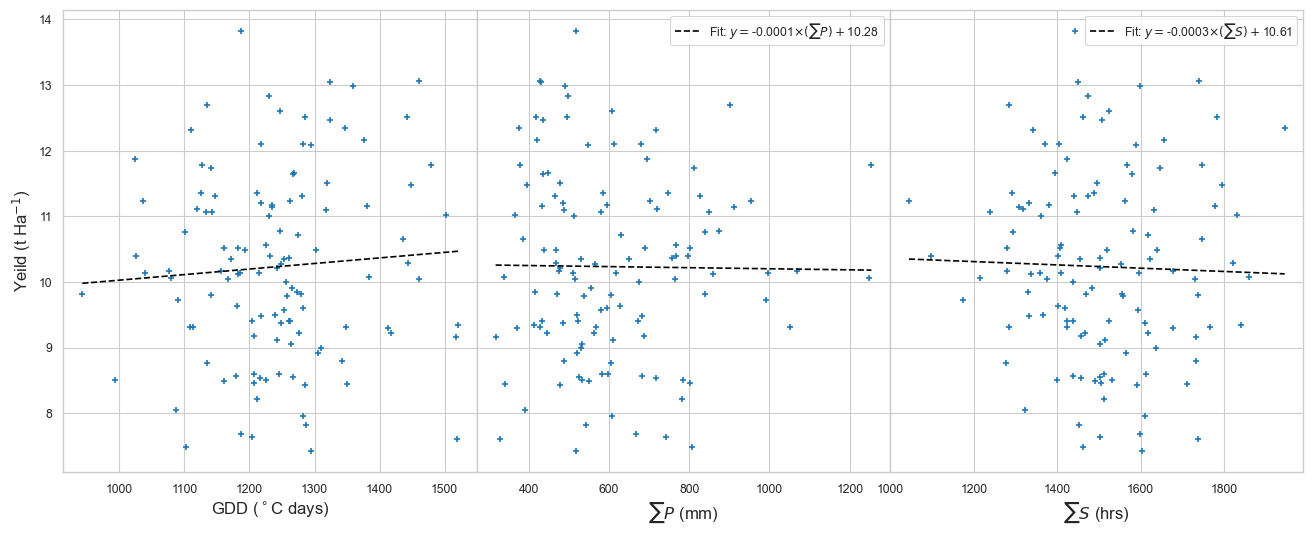 Fit: y = -0.0001×(∑P) + 10.28
Fit: y = -0.0003×(∑S) + 10.61
14
13
12
11
10
9
8
Yeild (t Ha⁻¹)
1000 1100 1200 1300 1400 1500
400 600 800 1000 1200
1000 1200 1400 1600 1800
GDD (°C days)
∑P (mm)
∑S (hrs)